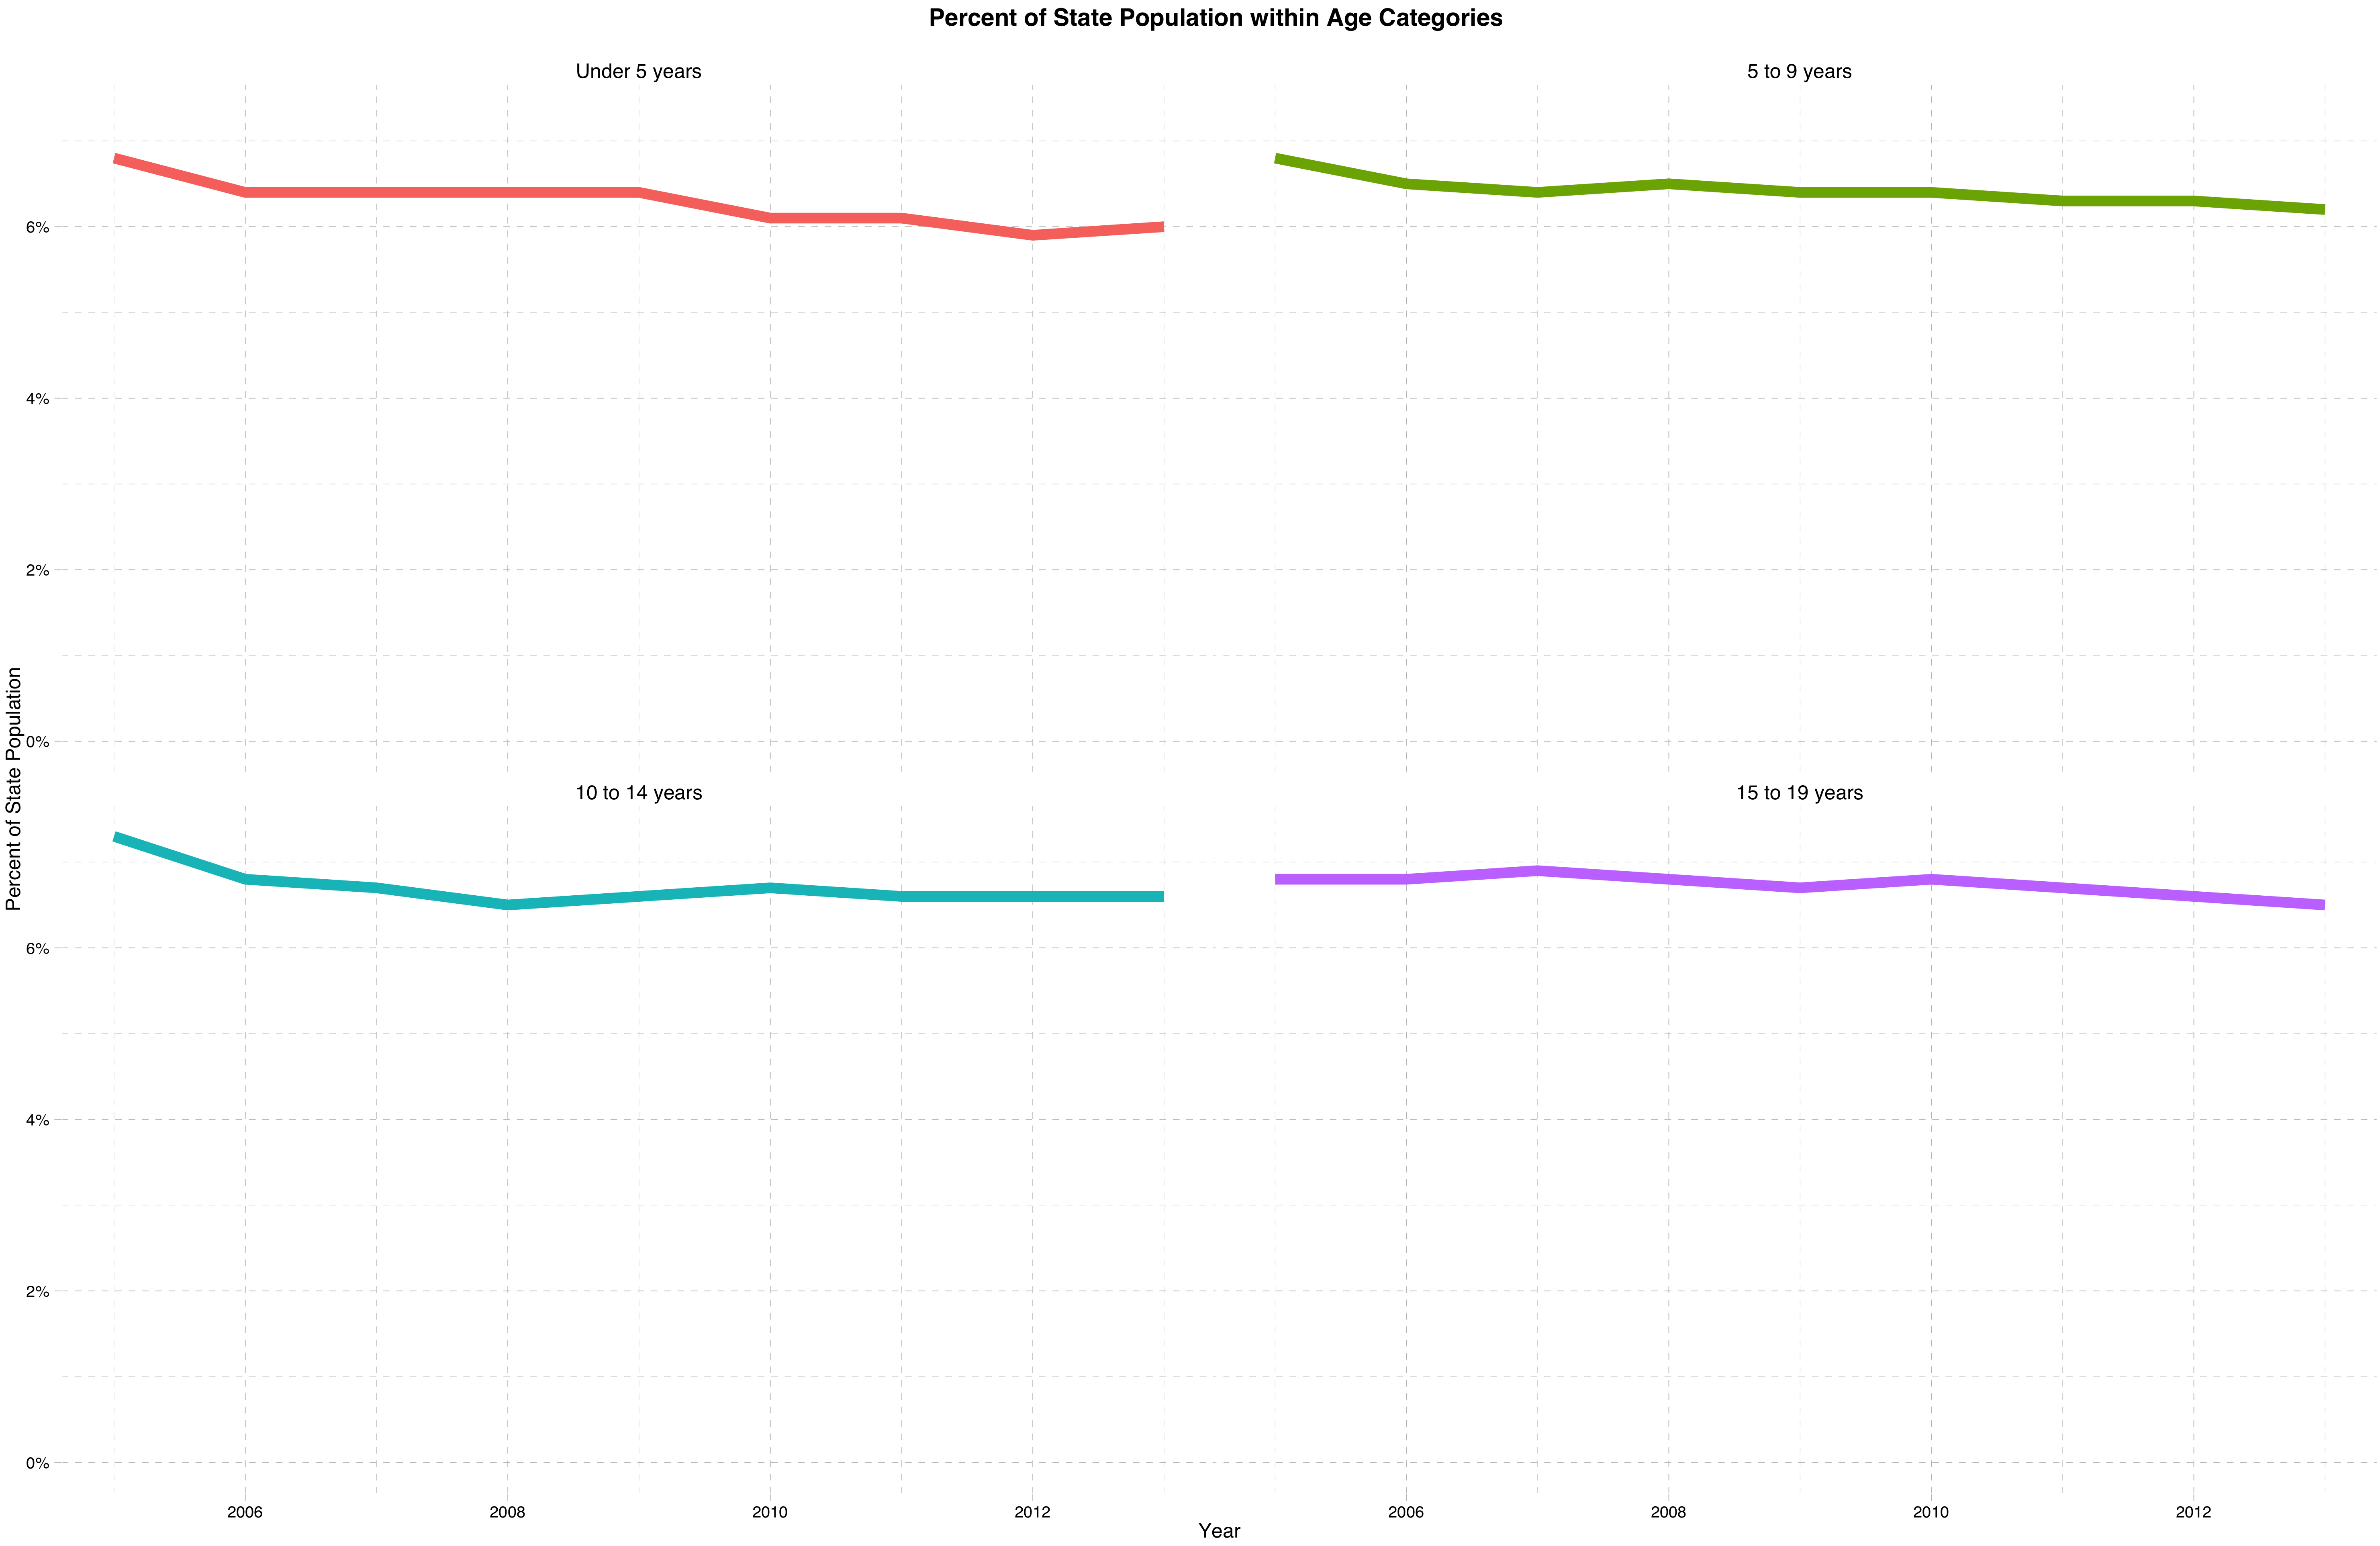 Percent of State Population within Age Categories
Under 5 years
5 to 9 years
6%
4%
2%
0%
10 to 14 years
15 to 19 years
6%
4%
2%
0%
Percent of State Population
2006
2008
2010
2012
2006
2008
2010
2012
Year